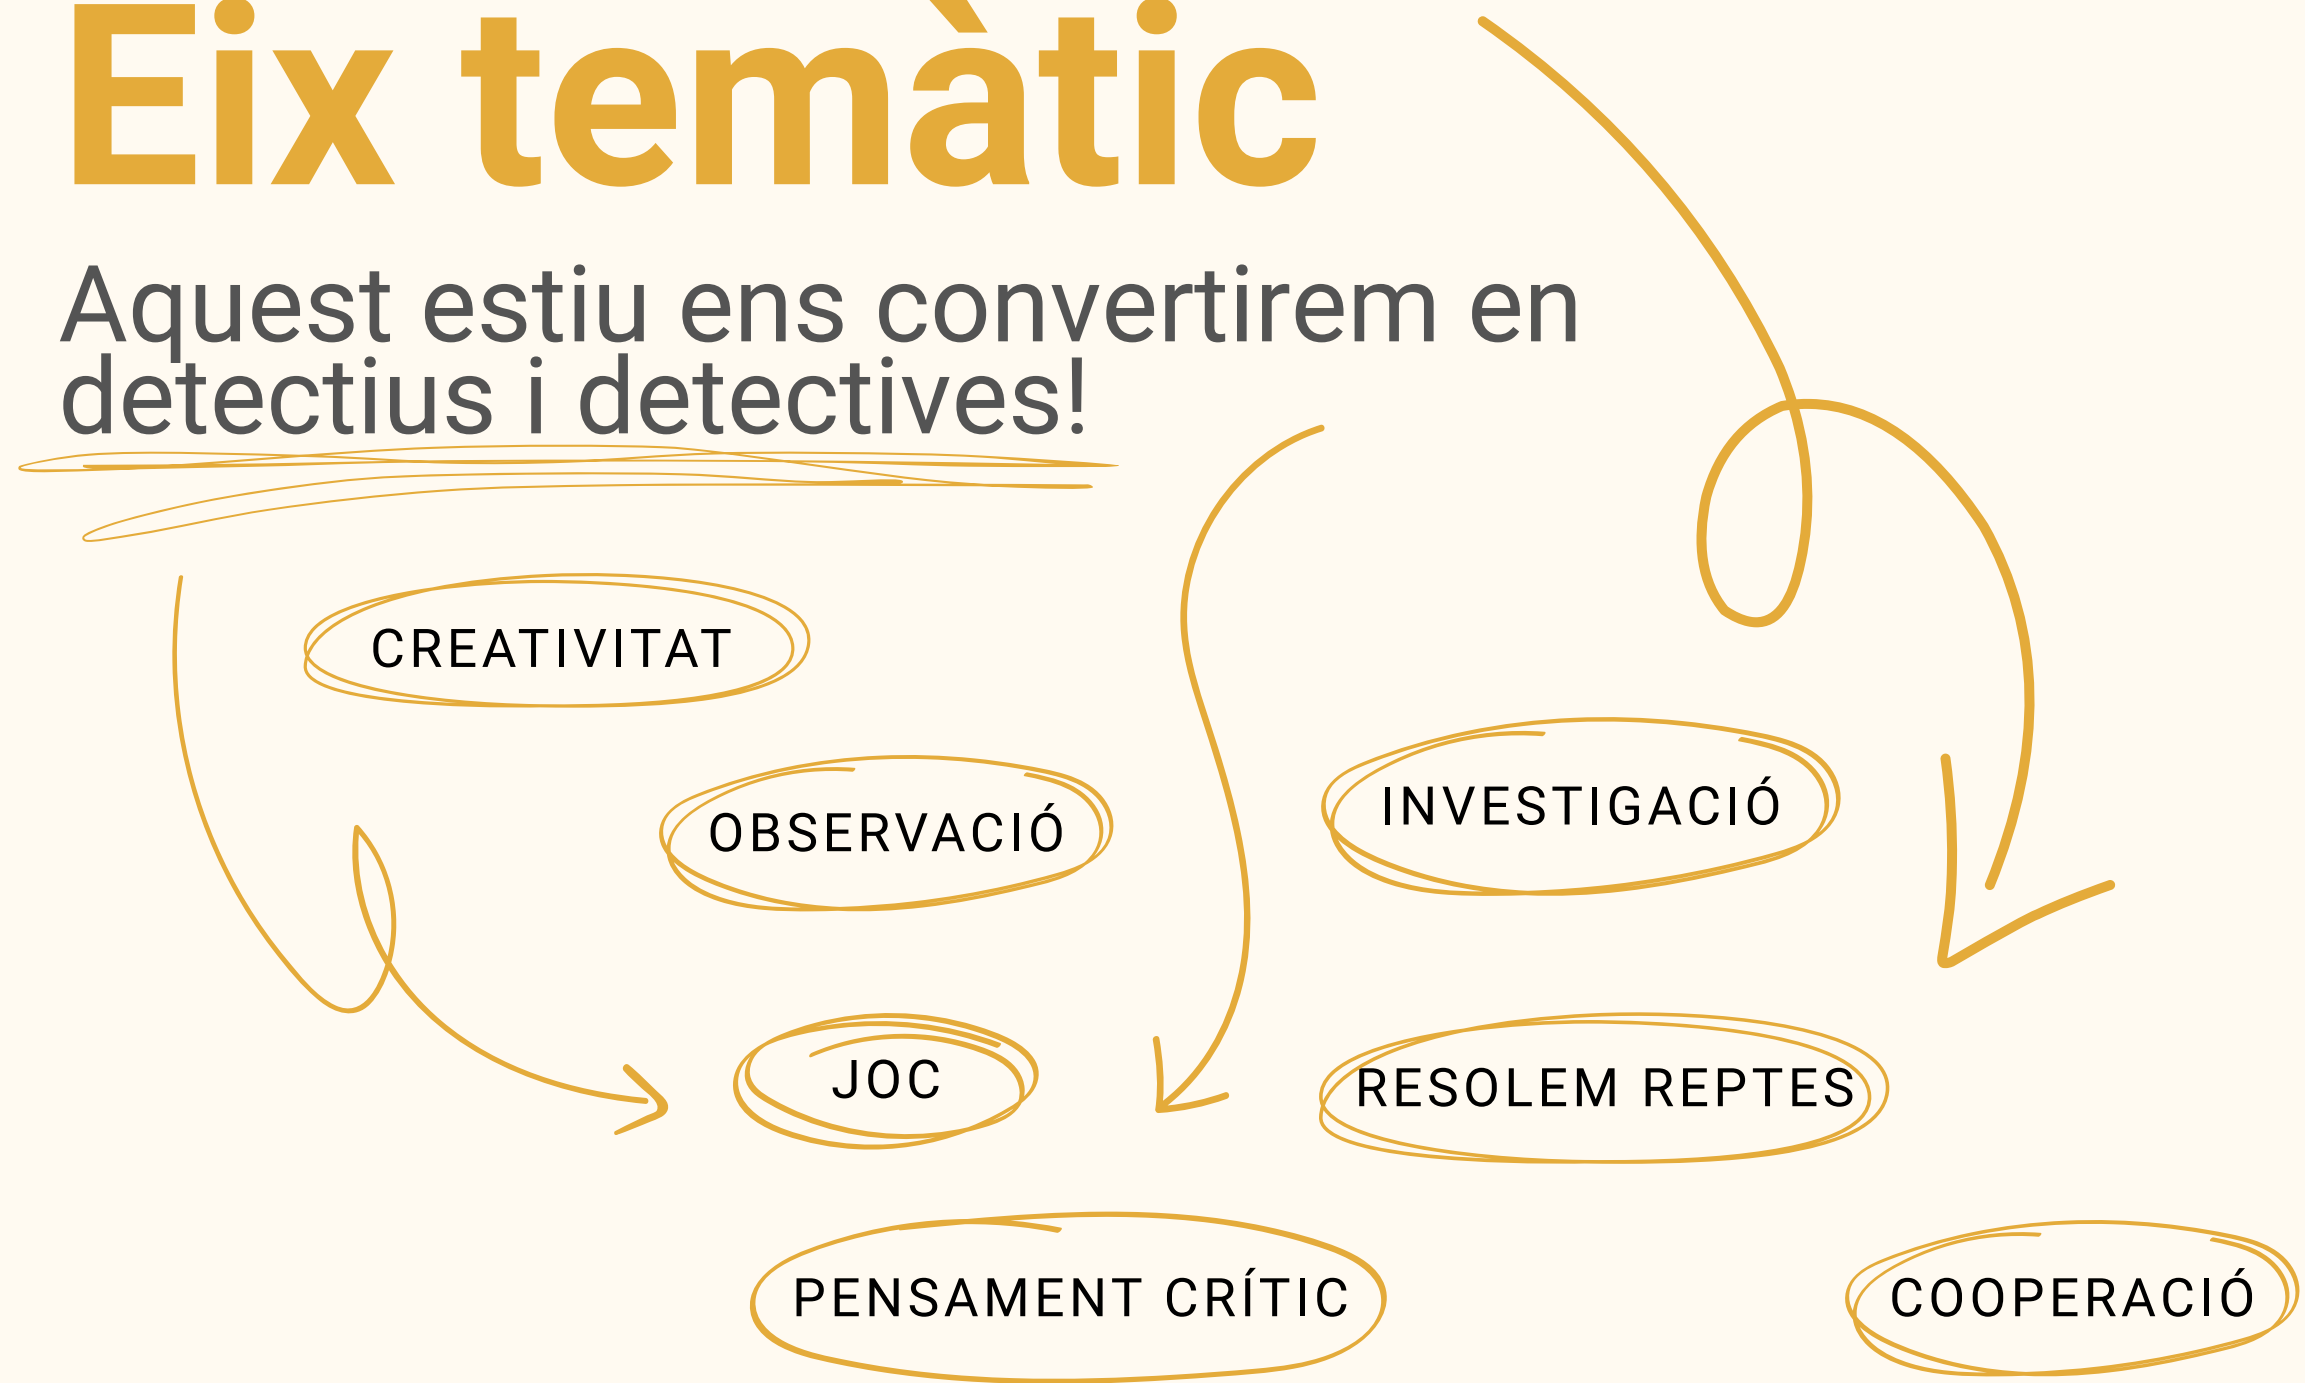 Eix temàtic
Aquest estiu ens convertirem en
detectius i detectives!
CREATIVITAT
OBSERVACIÓ
INVESTIGACIÓ
JOC
RESOLEM REPTES
PENSAMENT CRÍTIC
COOPERACIÓ